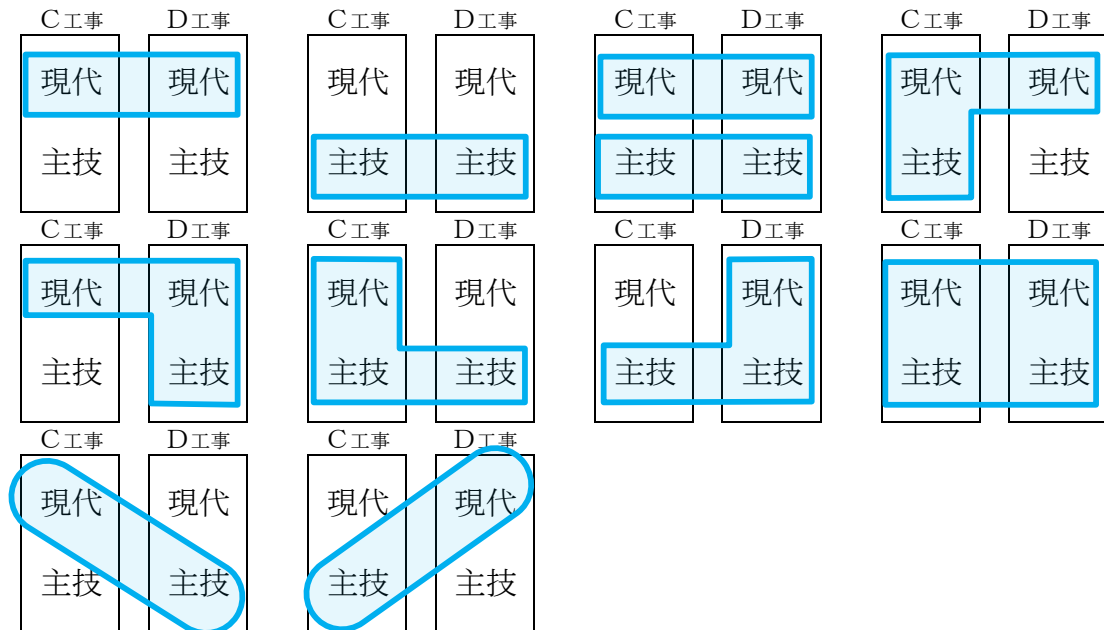 C工事 D工事 C工事 D工事 C工事 D工事 C工事 D工事
現代 現代 現代 現代 現代 現代 現代 現代
主技 主技 主技 主技 主技 主技 主技 主技
C工事 D工事 C工事 D工事 C工事 D工事 C工事 D工事
現代 現代 現代 現代 現代 現代 現代 現代
主技 主技 主技 主技 主技 主技 主技 主技
C工事 D工事 C工事 D工事
現代 現代 現代 現代
主技 主技 主技 主技